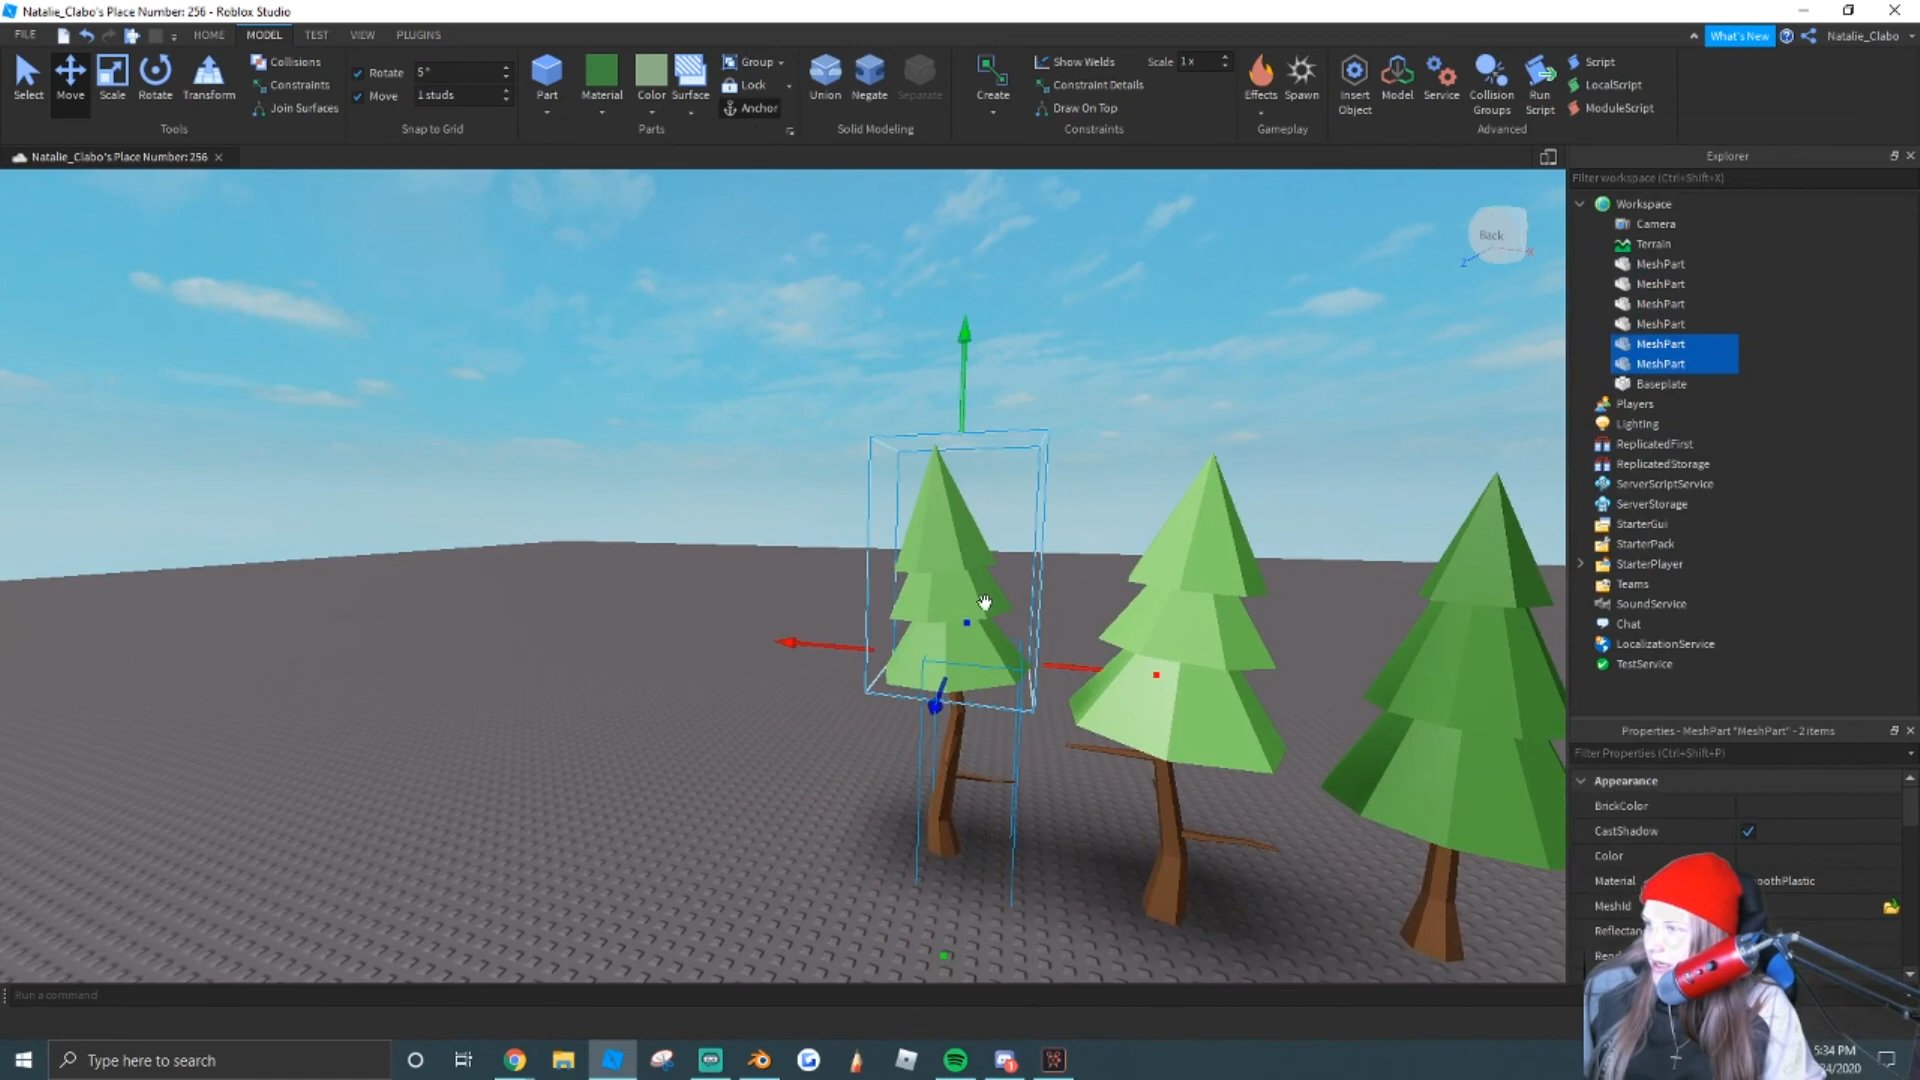 Natalie_Clabo's Place Number: 256 - Roblox Studio
FILE HOME MODEL TEST VIEW PLUGINS What's New Natalie_Clabo
Select Move Scale Rotate Transform
Collisions
Constraints
Join Surfaces
Tools
Rotate 5°
Move 1 studs
Snap to Grid
Part Material Color Surface
Group
Lock
Anchor
Parts
Union Negate Separate
Solid Modeling
Create
Show Welds
Constraint Details
Draw On Top
Scale 1x
Constraints
Effects Spawn
Gameplay
Insert Object
Model
Service
Collision Groups
Run Script
Script
LocalScript
ModuleScript
Advanced
Natalie_Clabo's Place Number: 256
Back
Z X
Explorer
Filter workspace (Ctrl+Shift+X)
Workspace
Camera
Terrain
MeshPart
MeshPart
MeshPart
MeshPart
MeshPart
MeshPart
Baseplate
Players
Lighting
ReplicatedFirst
ReplicatedStorage
ServerScriptService
ServerStorage
StarterGui
StarterPack
StarterPlayer
Teams
SoundService
Chat
LocalizationService
TestService
Properties - MeshPart "MeshPart" - 2 items
Filter Properties (Ctrl+Shift+P)
Appearance
BrickColor
CastShadow
Color
Material oothPlastic
MeshId
Reflectan
Run a command
Type here to search
5:34 PM
/2020